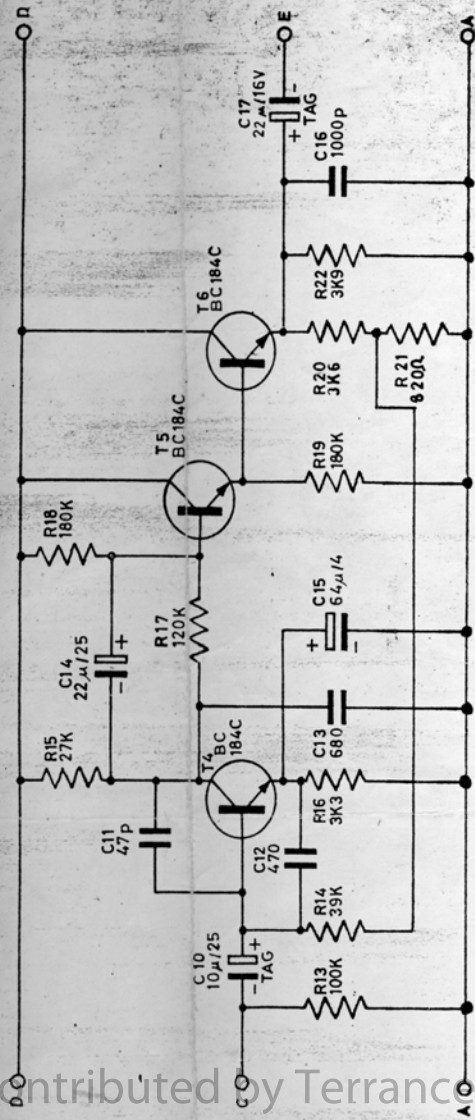 D
E
A
C17
22µ/16V
+
-
TAG
C16
1000p
R22
3K9
T6
BC184C
R20
3K6
R21
820Ω
T5
BC184C
R19
180K
R18
180K
C14
22µ/25
-
+
R17
120K
C15
64µ/4
+
-
R15
27K
T4
BC
184C
C13
680
R16
3K3
C11
47P
C12
470
R14
39K
C10
10µ/25
-
+
TAG
R13
100K
D
C
ontributed by Terrance